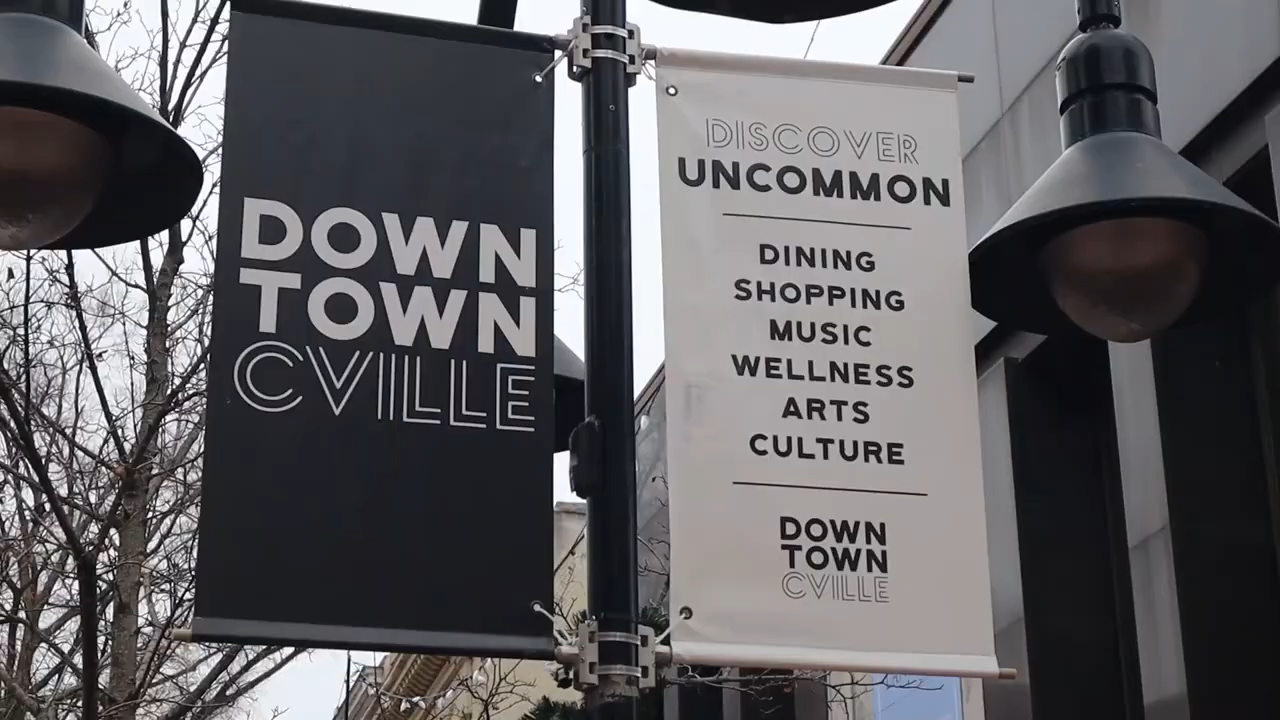 DOWN
TOWN
CVILLE
DISCOVER
UNCOMMON
DINING
SHOPPING
MUSIC
WELLNESS
ARTS
CULTURE
DOWN
TOWN
CVILLE